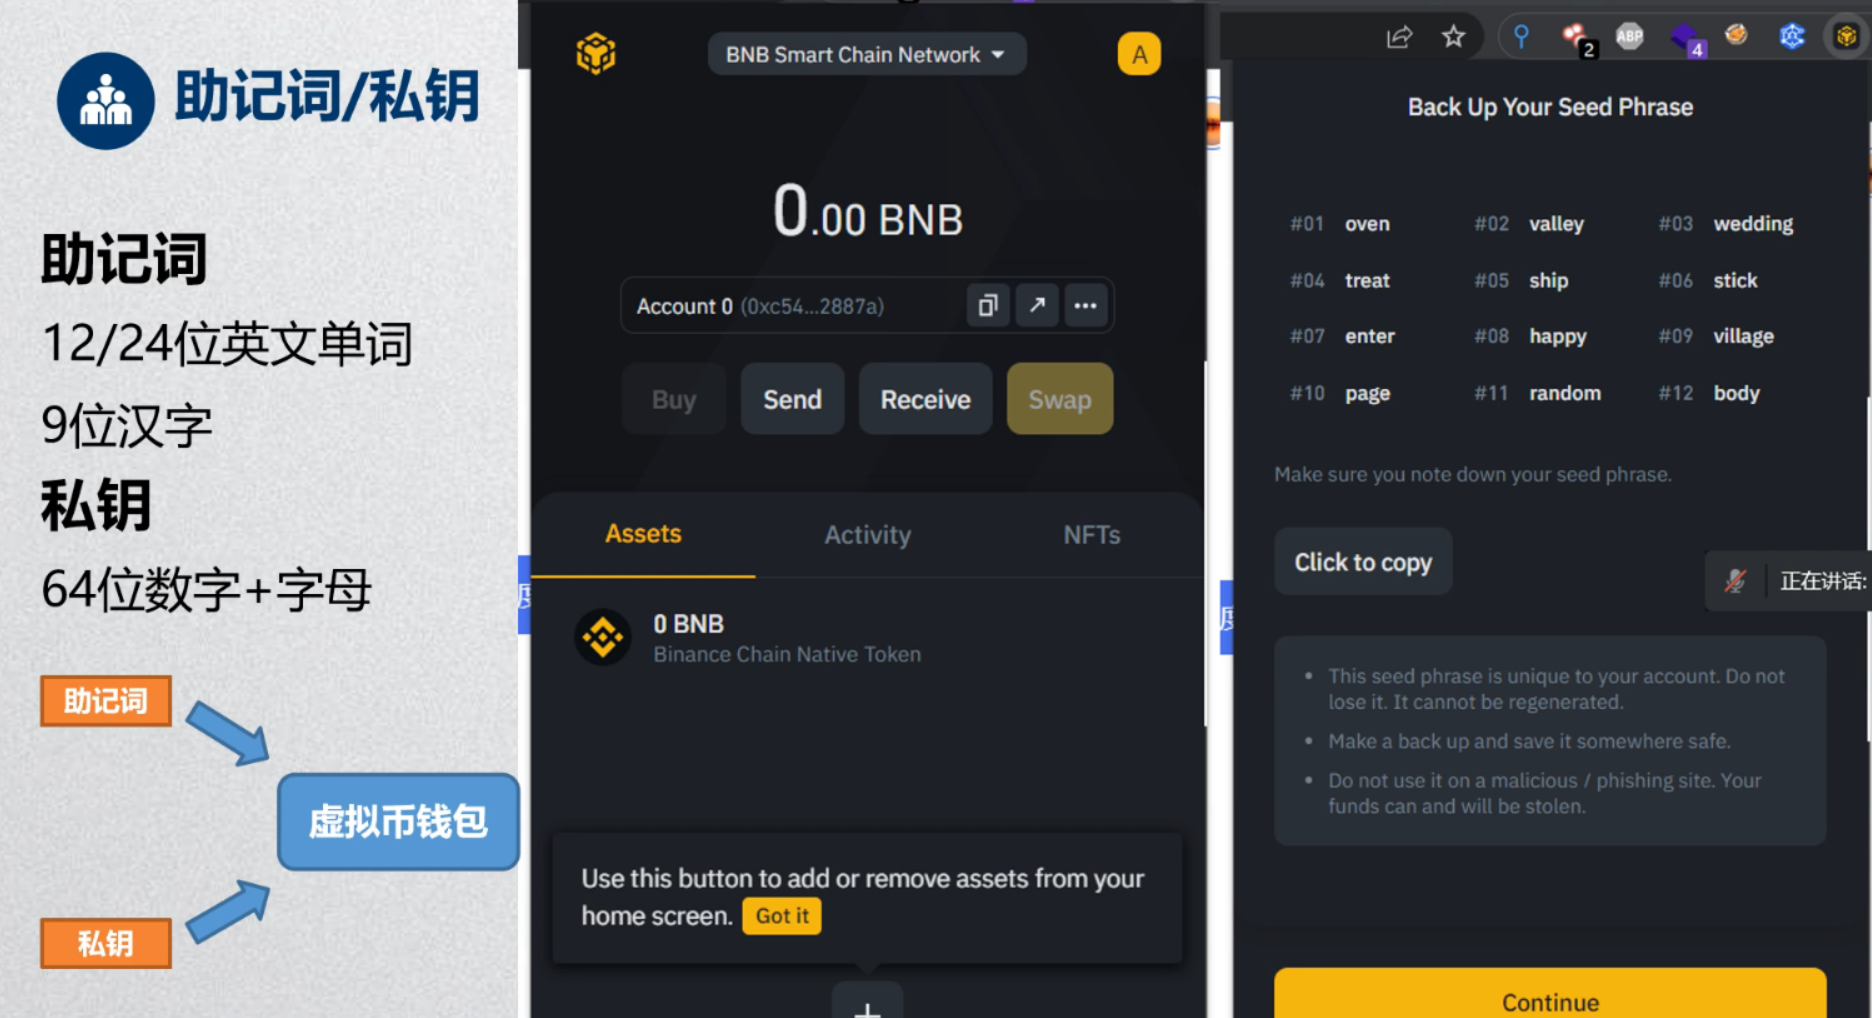 助记词/私钥
助记词
12/24位英文单词
9位汉字
私钥
64位数字+字母
助记词
虚拟币钱包
私钥
BNB Smart Chain Network
A
0.00 BNB
Account 0 (0xc54...2887a)
Buy Send Receive Swap
Assets Activity NFTs
0 BNB
Binance Chain Native Token
Use this button to add or remove assets from your
home screen. Got it
+
2 ABP 4
Back Up Your Seed Phrase
#01 oven #02 valley #03 wedding
#04 treat #05 ship #06 stick
#07 enter #08 happy #09 village
#10 page #11 random #12 body
Make sure you note down your seed phrase.
Click to copy
正在讲话:
• This seed phrase is unique to your account. Do not
lose it. It cannot be regenerated.
• Make a back up and save it somewhere safe.
• Do not use it on a malicious / phishing site. Your
funds can and will be stolen.
Continue